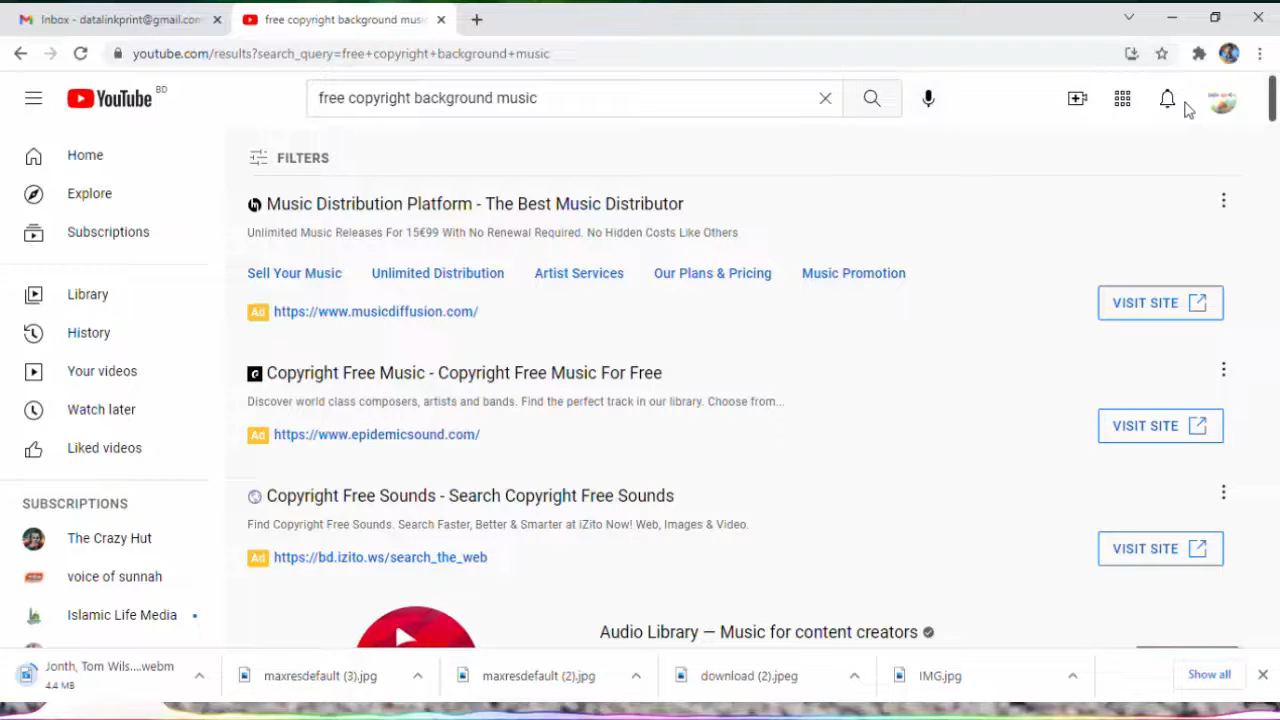 Inbox - datalinkprint@gmail.com
free copyright background musi
youtube.com/results?search_query=free+copyright+background+music
YouTube BD
free copyright background music
Home
Explore
Subscriptions
Library
History
Your videos
Watch later
Liked videos
SUBSCRIPTIONS
The Crazy Hut
voice of sunnah
Islamic Life Media
FILTERS
Music Distribution Platform - The Best Music Distributor
Unlimited Music Releases For 15€99 With No Renewal Required. No Hidden Costs Like Others
Sell Your Music Unlimited Distribution Artist Services Our Plans & Pricing Music Promotion
Ad https://www.musicdiffusion.com/
VISIT SITE
Copyright Free Music - Copyright Free Music For Free
Discover world class composers, artists and bands. Find the perfect track in our library. Choose from...
Ad https://www.epidemicsound.com/
VISIT SITE
Copyright Free Sounds - Search Copyright Free Sounds
Find Copyright Free Sounds. Search Faster, Better & Smarter at iZito Now! Web, Images & Video.
Ad https://bd.izito.ws/search_the_web
VISIT SITE
Audio Library — Music for content creators
Jonth, Tom Wils....webm
4.4 MB
maxresdefault (3).jpg
maxresdefault (2).jpg
download (2).jpeg
IMG.jpg
Show all